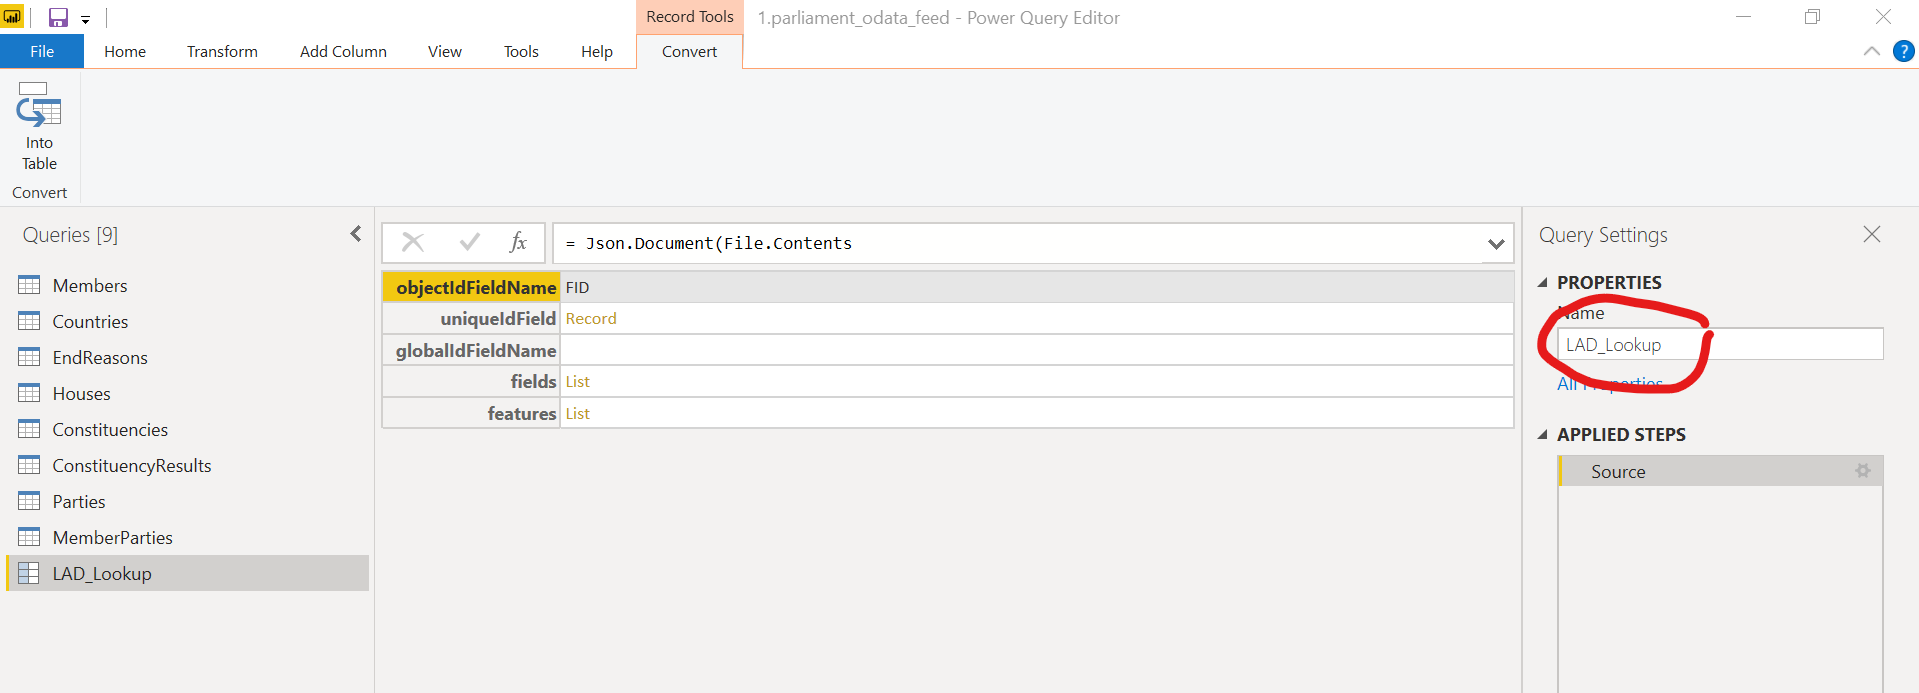 Record Tools 1.parliament_odata_feed - Power Query Editor
File Home Transform Add Column View Tools Help Convert ?
Into
Table
Convert
Queries [9]
Members
Countries
EndReasons
Houses
Constituencies
ConstituencyResults
Parties
MemberParties
LAD_Lookup
fx = Json.Document(File.Contents
objectIdFieldName FID
uniqueIdField Record
globalIdFieldName
fields List
features List
Query Settings
PROPERTIES
Name
LAD_Lookup
All Properties
APPLIED STEPS
Source